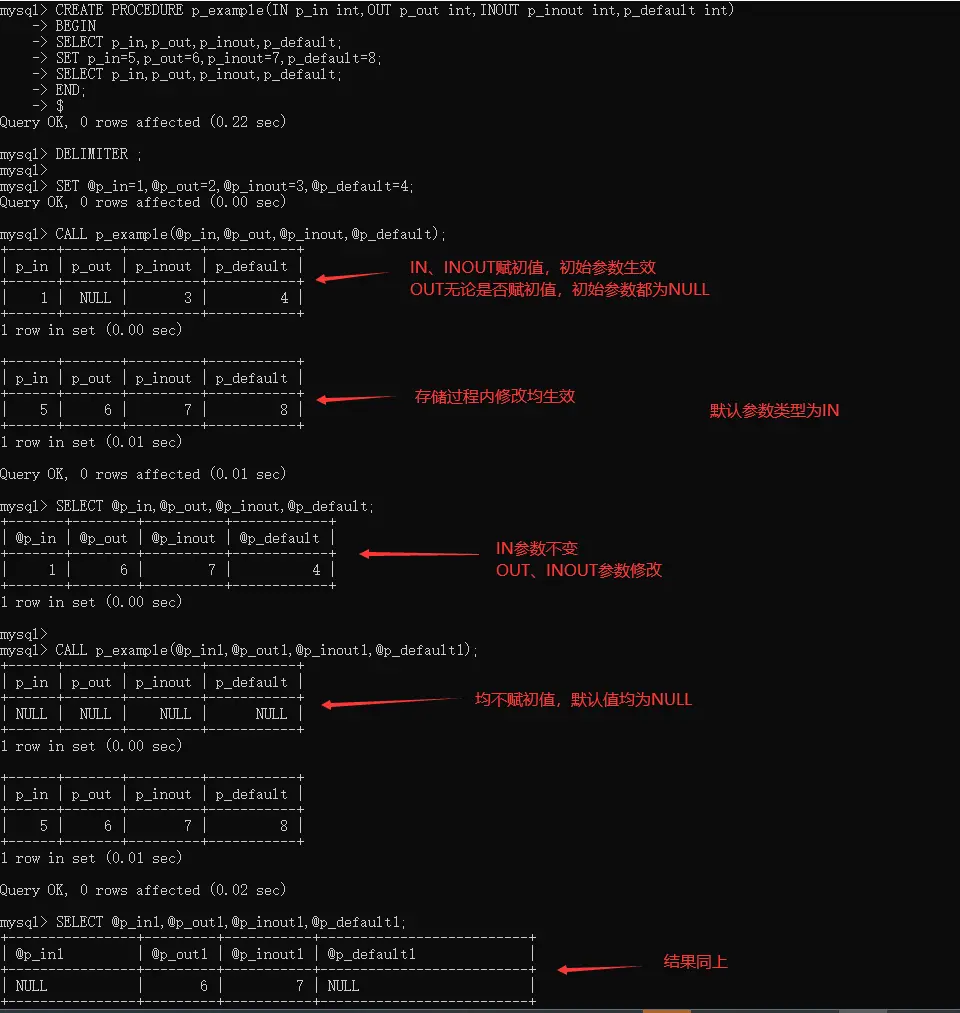 mysql> CREATE PROCEDURE p_example(IN p_in int,OUT p_out int,INOUT p_inout int,p_default int)
-> BEGIN
-> SELECT p_in,p_out,p_inout,p_default;
-> SET p_in=5,p_out=6,p_inout=7,p_default=8;
-> SELECT p_in,p_out,p_inout,p_default;
-> END;
-> $
Query OK, 0 rows affected (0.22 sec)
mysql> DELIMITER ;
mysql>
mysql> SET @p_in=1,@p_out=2,@p_inout=3,@p_default=4;
Query OK, 0 rows affected (0.00 sec)
mysql> CALL p_example(@p_in,@p_out,@p_inout,@p_default);
+------+-------+---------+-----------+
| p_in | p_out | p_inout | p_default |
+------+-------+---------+-----------+
| 1 | NULL | 3 | 4 |
+------+-------+---------+-----------+
IN、INOUT赋初值，初始参数生效
OUT无论是否赋初值，初始参数都为NULL
1 row in set (0.00 sec)
+------+-------+---------+-----------+
| p_in | p_out | p_inout | p_default |
+------+-------+---------+-----------+
| 5 | 6 | 7 | 8 |
+------+-------+---------+-----------+
存储过程内修改均生效
默认参数类型为IN
1 row in set (0.01 sec)
Query OK, 0 rows affected (0.01 sec)
mysql> SELECT @p_in,@p_out,@p_inout,@p_default;
+-------+--------+----------+------------+
| @p_in | @p_out | @p_inout | @p_default |
+-------+--------+----------+------------+
| 1 | 6 | 7 | 4 |
+-------+--------+----------+------------+
IN参数不变
OUT、INOUT参数修改
1 row in set (0.00 sec)
mysql>
mysql> CALL p_example(@p_in1,@p_out1,@p_inout1,@p_default1);
+------+-------+---------+-----------+
| p_in | p_out | p_inout | p_default |
+------+-------+---------+-----------+
| NULL | NULL | NULL | NULL |
+------+-------+---------+-----------+
均不赋初值，默认值均为NULL
1 row in set (0.00 sec)
+------+-------+---------+-----------+
| p_in | p_out | p_inout | p_default |
+------+-------+---------+-----------+
| 5 | 6 | 7 | 8 |
+------+-------+---------+-----------+
1 row in set (0.01 sec)
Query OK, 0 rows affected (0.02 sec)
mysql> SELECT @p_in1,@p_out1,@p_inout1,@p_default1;
+----------------+---------+-----------+--------------------------+
| @p_in1 | @p_out1 | @p_inout1 | @p_default1 |
+----------------+---------+-----------+--------------------------+
| NULL | 6 | 7 | NULL |
+----------------+---------+-----------+--------------------------+
结果同上